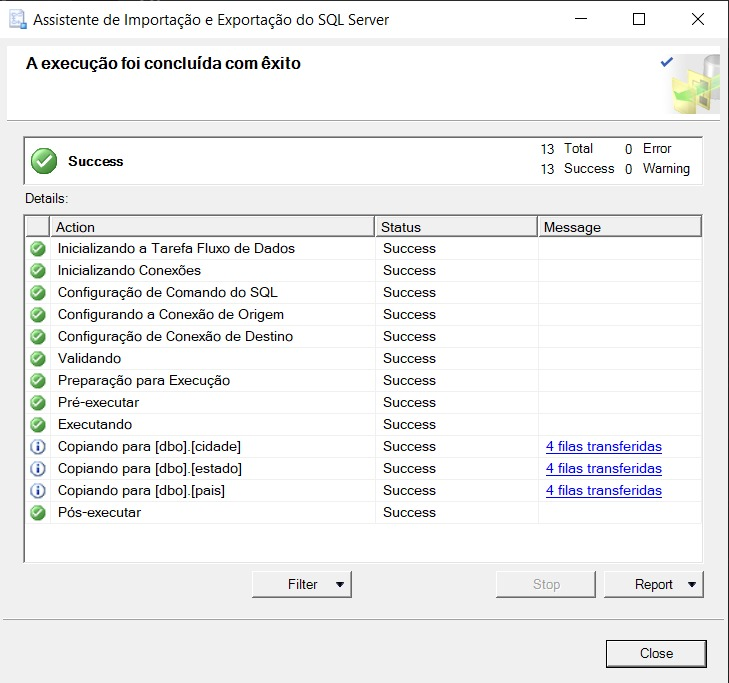 Assistente de Importação e Exportação do SQL Server
A execução foi concluída com êxito
Success
13 Total 0 Error
13 Success 0 Warning
Details:
Action Status Message
Inicializando a Tarefa Fluxo de Dados Success
Inicializando Conexões Success
Configuração de Comando do SQL Success
Configurando a Conexão de Origem Success
Configuração de Conexão de Destino Success
Validando Success
Preparação para Execução Success
Pré-executar Success
Executando Success
Copiando para [dbo].[cidade] Success 4 filas transferidas
Copiando para [dbo].[estado] Success 4 filas transferidas
Copiando para [dbo].[pais] Success 4 filas transferidas
Pós-executar Success
Filter Stop Report
Close